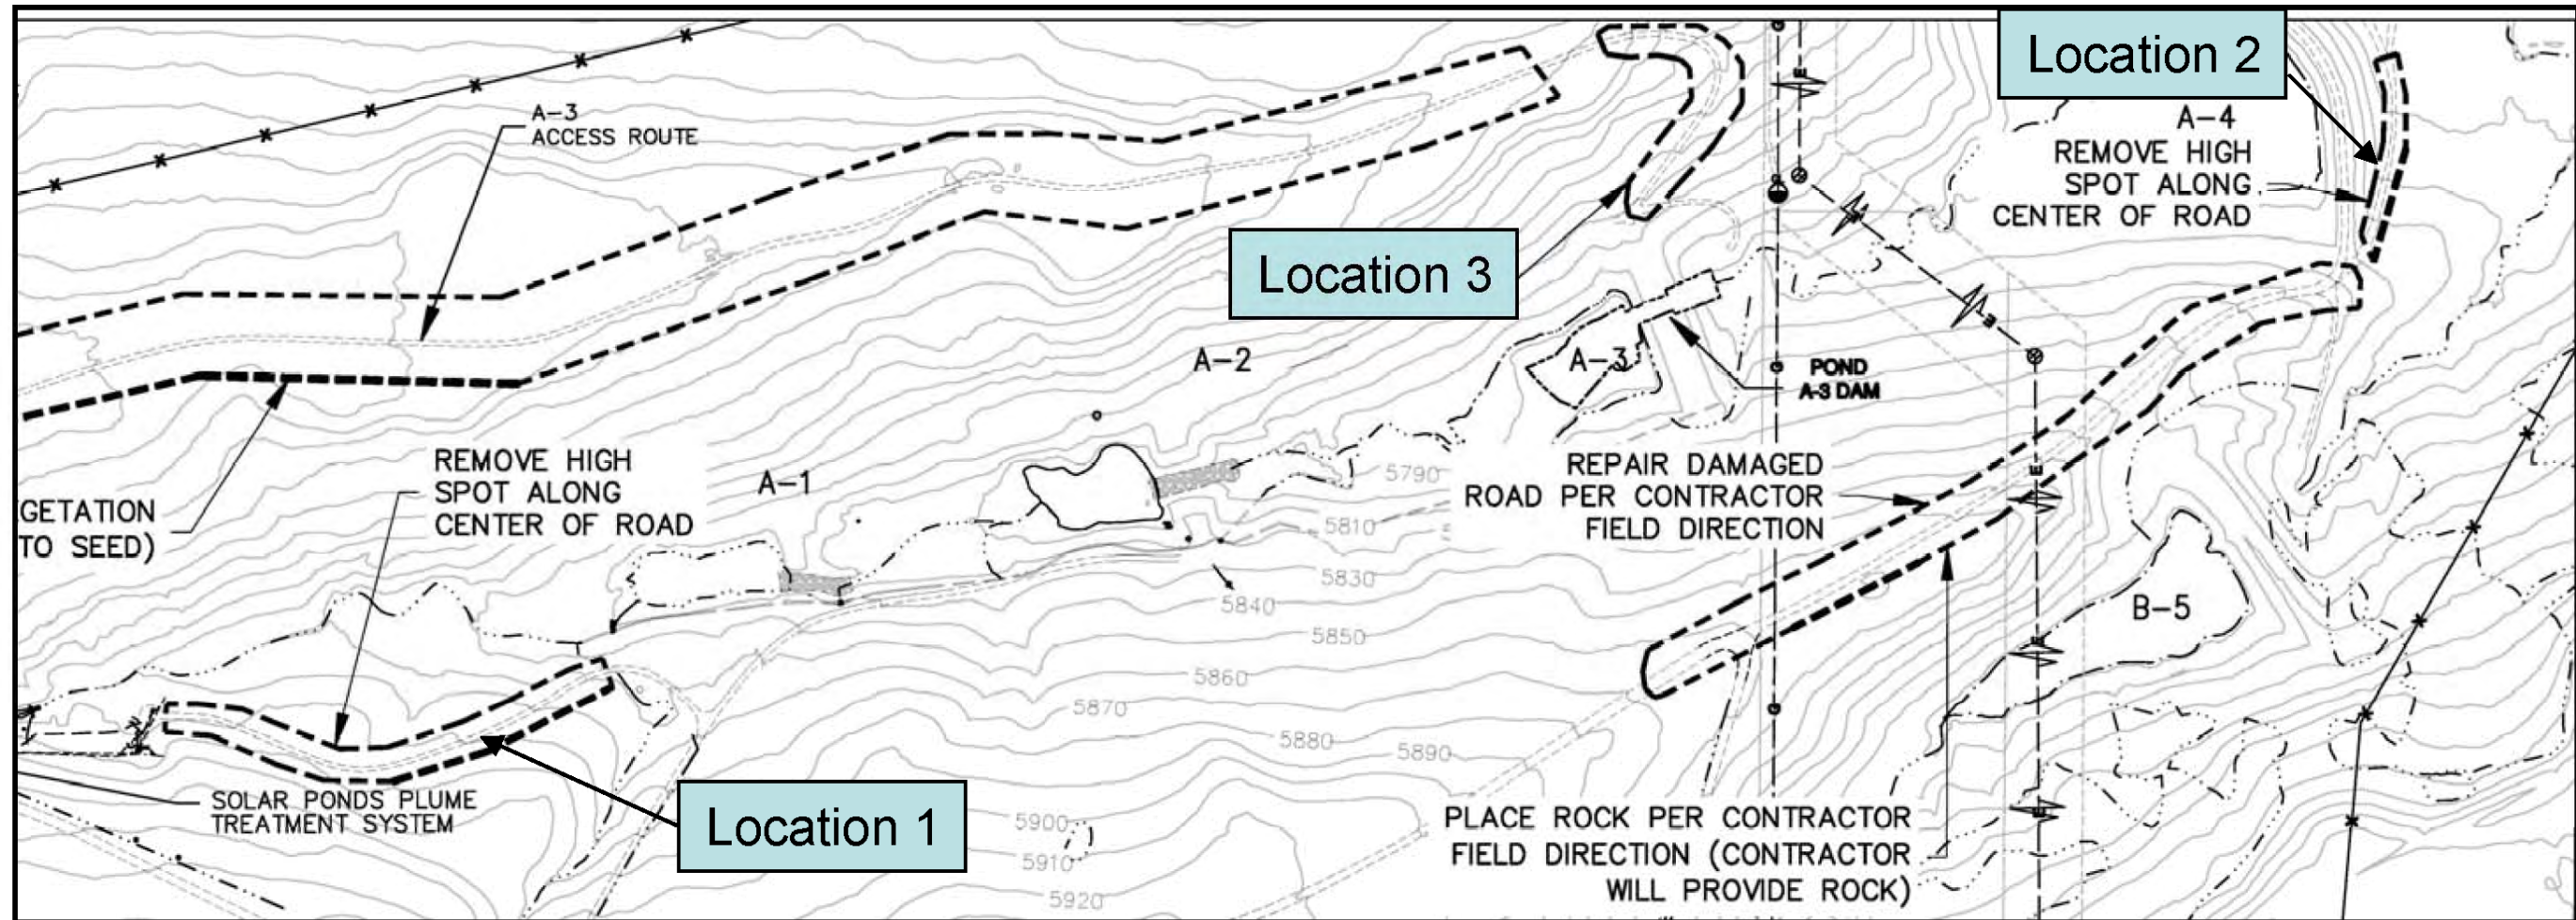 Location 2
A-3
ACCESS ROUTE
A-4
REMOVE HIGH
SPOT ALONG
CENTER OF ROAD
Location 3
A-2
A-3
POND
A-3 DAM
REMOVE HIGH
SPOT ALONG
CENTER OF ROAD
A-1
GETATION
TO SEED)
REPAIR DAMAGED
ROAD PER CONTRACTOR
FIELD DIRECTION
5790
5810
5830
5840
5850
5860
5870
5880
5890
5900
5910
5920
B-5
SOLAR PONDS PLUME
TREATMENT SYSTEM
Location 1
PLACE ROCK PER CONTRACTOR
FIELD DIRECTION (CONTRACTOR
WILL PROVIDE ROCK)
E
E
E
E
E
E